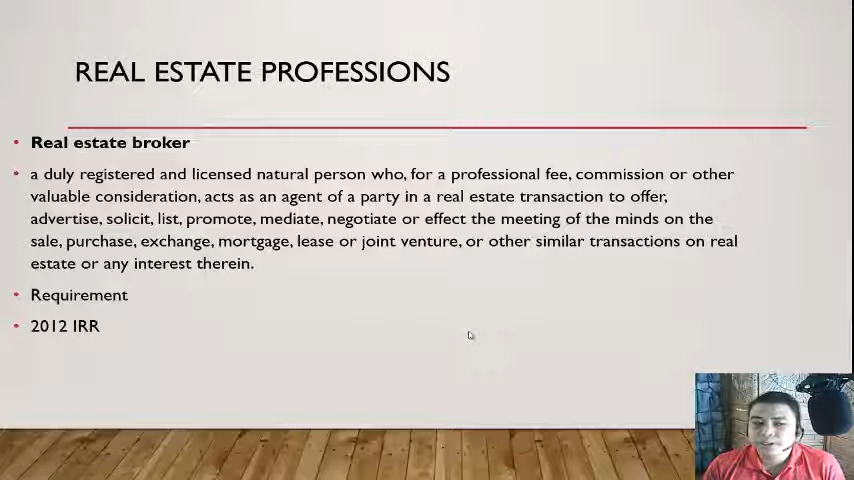 REAL ESTATE PROFESSIONS
• Real estate broker
• a duly registered and licensed natural person who, for a professional fee, commission or other
valuable consideration, acts as an agent of a party in a real estate transaction to offer,
advertise, solicit, list, promote, mediate, negotiate or effect the meeting of the minds on the
sale, purchase, exchange, mortgage, lease or joint venture, or other similar transactions on real
estate or any interest therein.
• Requirement
• 2012 IRR